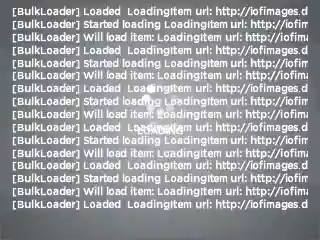 [BulkLoader] Loaded  LoadingItem url: http://iofimages.d
[BulkLoader] Started loading LoadingItem url: http://iofim
[BulkLoader] Will load item: LoadingItem url: http://iofima
[BulkLoader] Loaded  LoadingItem url: http://iofimages.d
[BulkLoader] Started loading LoadingItem url: http://iofim
[BulkLoader] Will load item: LoadingItem url: http://iofima
[BulkLoader] Loaded  LoadingItem url: http://iofimages.d
[BulkLoader] Started loading LoadingItem url: http://iofim
[BulkLoader] Will load item: LoadingItem url: http://iofima
[BulkLoader] Loaded  LoadingItem url: http://iofimages.d
LOADING
[BulkLoader] Started loading LoadingItem url: http://iofim
[BulkLoader] Will load item: LoadingItem url: http://iofima
[BulkLoader] Loaded  LoadingItem url: http://iofimages.d
[BulkLoader] Started loading LoadingItem url: http://iofim
[BulkLoader] Will load item: LoadingItem url: http://iofima
[BulkLoader] Loaded  LoadingItem url: http://iofimages.d